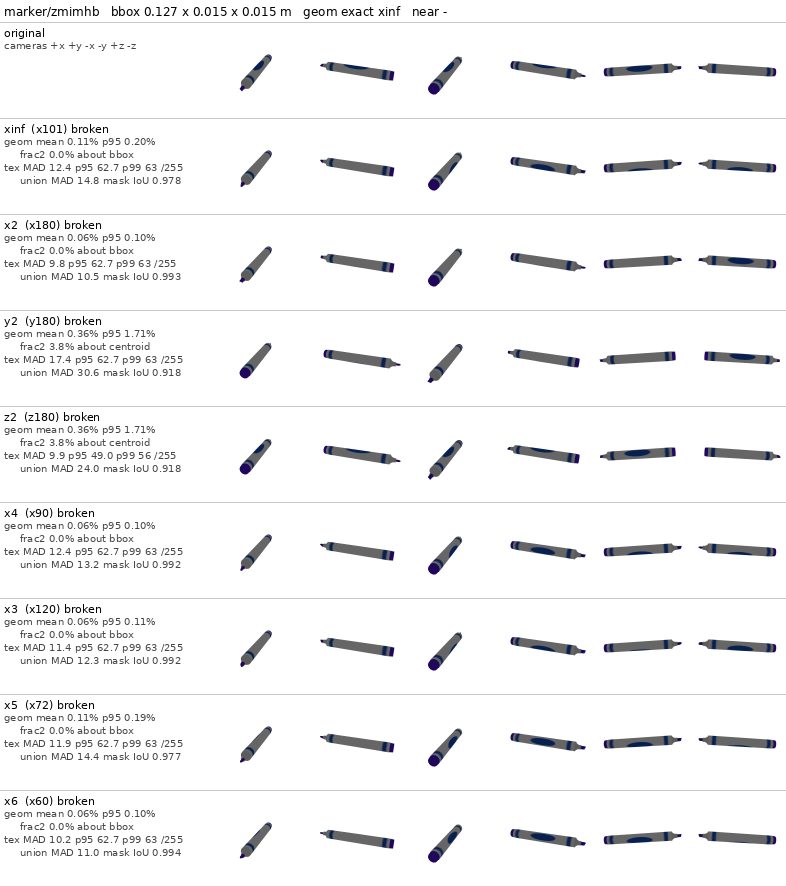 marker/zmimhb   bbox 0.127 x 0.015 x 0.015 m   geom exact xinf   near -
original
cameras +x +y -x -y +z -z
xinf  (x101) broken
geom mean 0.11% p95 0.20%
frac2 0.0% about bbox
tex MAD 12.4 p95 62.7 p99 63 /255
union MAD 14.8 mask IoU 0.978
x2  (x180) broken
geom mean 0.06% p95 0.10%
frac2 0.0% about bbox
tex MAD 9.8 p95 62.7 p99 63 /255
union MAD 10.5 mask IoU 0.993
y2  (y180) broken
geom mean 0.36% p95 1.71%
frac2 3.8% about centroid
tex MAD 17.4 p95 62.7 p99 63 /255
union MAD 30.6 mask IoU 0.918
z2  (z180) broken
geom mean 0.36% p95 1.71%
frac2 3.8% about centroid
tex MAD 9.9 p95 49.0 p99 56 /255
union MAD 24.0 mask IoU 0.918
x4  (x90) broken
geom mean 0.06% p95 0.10%
frac2 0.0% about bbox
tex MAD 12.4 p95 62.7 p99 63 /255
union MAD 13.2 mask IoU 0.992
x3  (x120) broken
geom mean 0.06% p95 0.11%
frac2 0.0% about bbox
tex MAD 11.4 p95 62.7 p99 63 /255
union MAD 12.3 mask IoU 0.992
x5  (x72) broken
geom mean 0.11% p95 0.19%
frac2 0.0% about bbox
tex MAD 11.9 p95 62.7 p99 63 /255
union MAD 14.4 mask IoU 0.977
x6  (x60) broken
geom mean 0.06% p95 0.10%
frac2 0.0% about bbox
tex MAD 10.2 p95 62.7 p99 63 /255
union MAD 11.0 mask IoU 0.994